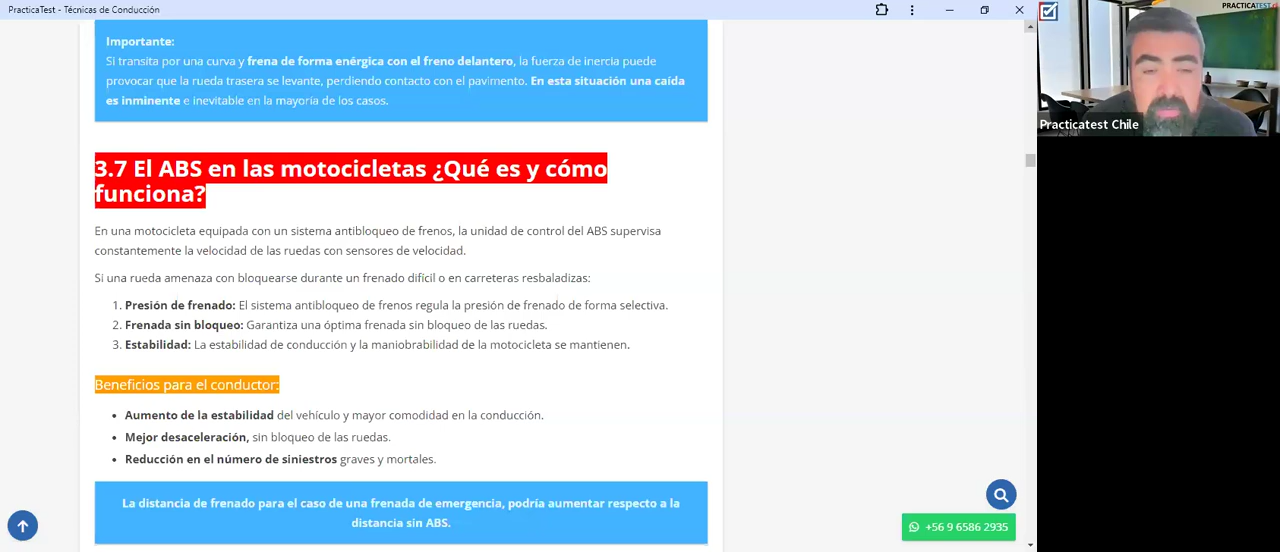 PracticaTest - Técnicas de Conducción
PRACTICATEST
Importante:
Si transita por una curva y frena de forma enérgica con el freno delantero, la fuerza de inercia puede
provocar que la rueda trasera se levante, perdiendo contacto con el pavimento. En esta situación una caída
es inminente e inevitable en la mayoría de los casos.
Practicatest Chile
3.7 El ABS en las motocicletas ¿Qué es y cómo
funciona?
En una motocicleta equipada con un sistema antibloqueo de frenos, la unidad de control del ABS supervisa
constantemente la velocidad de las ruedas con sensores de velocidad.
Si una rueda amenaza con bloquearse durante un frenado difícil o en carreteras resbaladizas:
1. Presión de frenado: El sistema antibloqueo de frenos regula la presión de frenado de forma selectiva.
2. Frenada sin bloqueo: Garantiza una óptima frenada sin bloqueo de las ruedas.
3. Estabilidad: La estabilidad de conducción y la maniobrabilidad de la motocicleta se mantienen.
Beneficios para el conductor:
• Aumento de la estabilidad del vehículo y mayor comodidad en la conducción.
• Mejor desaceleración, sin bloqueo de las ruedas.
• Reducción en el número de siniestros graves y mortales.
La distancia de frenado para el caso de una frenada de emergencia, podría aumentar respecto a la
distancia sin ABS.
+56 9 6586 2935